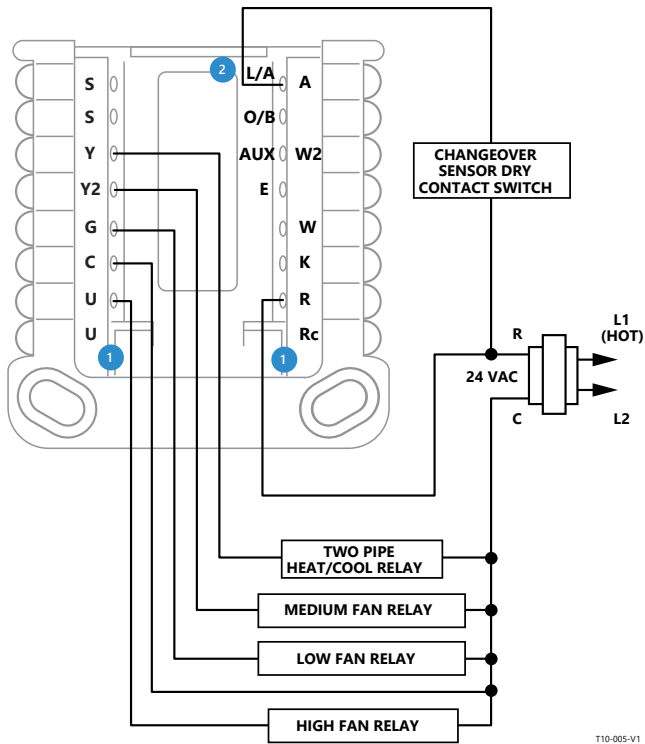 2
L/A
A
S
S
O/B
Y
AUX
W2
Y2
E
G
W
C
K
U
R
U
Rc
1
1
CHANGEOVER
SENSOR DRY
CONTACT SWITCH
R
L1
(HOT)
24 VAC
C
L2
TWO PIPE
HEAT/COOL RELAY
MEDIUM FAN RELAY
LOW FAN RELAY
HIGH FAN RELAY
T10-005-V1